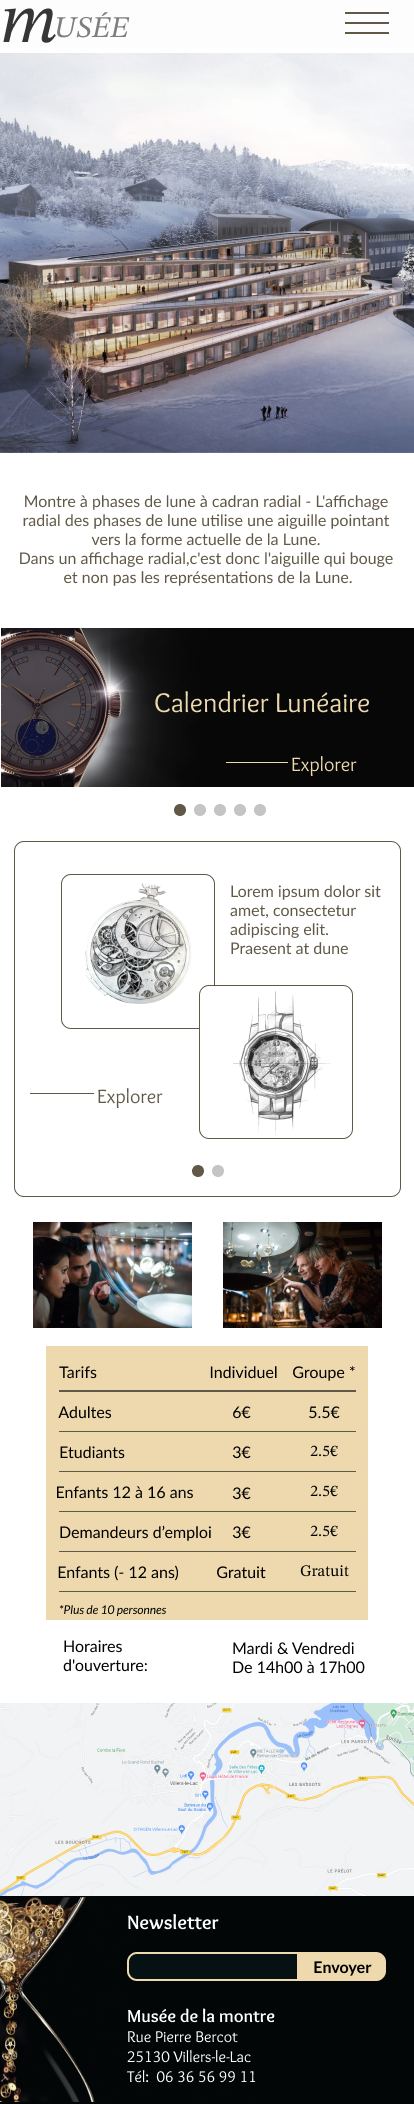 MUSÉE
Montre à phases de lune à cadran radial - L'affichage
radial des phases de lune utilise une aiguille pointant
vers la forme actuelle de la Lune.
Dans un affichage radial,c'est donc l'aiguille qui bouge
et non pas les représentations de la Lune.
Calendrier Lunéaire
Explorer
Lorem ipsum dolor sit
amet, consectetur
adipiscing elit.
Praesent at dune
Explorer
Tarifs Individuel Groupe *
Adultes 6€ 5.5€
Etudiants 3€ 2.5€
Enfants 12 à 16 ans 3€ 2.5€
Demandeurs d'emploi 3€ 2.5€
Enfants (- 12 ans) Gratuit Gratuit
*Plus de 10 personnes
Horaires
d'ouverture:
Mardi & Vendredi
De 14h00 à 17h00
LES PARGOTS
Villers-le-Lac
LES BASSOTS
LES BOUCHOTS
LE PRÉLOT
Newsletter
Envoyer
Musée de la montre
Rue Pierre Bercot
25130 Villers-le-Lac
Tél: 06 36 56 99 11